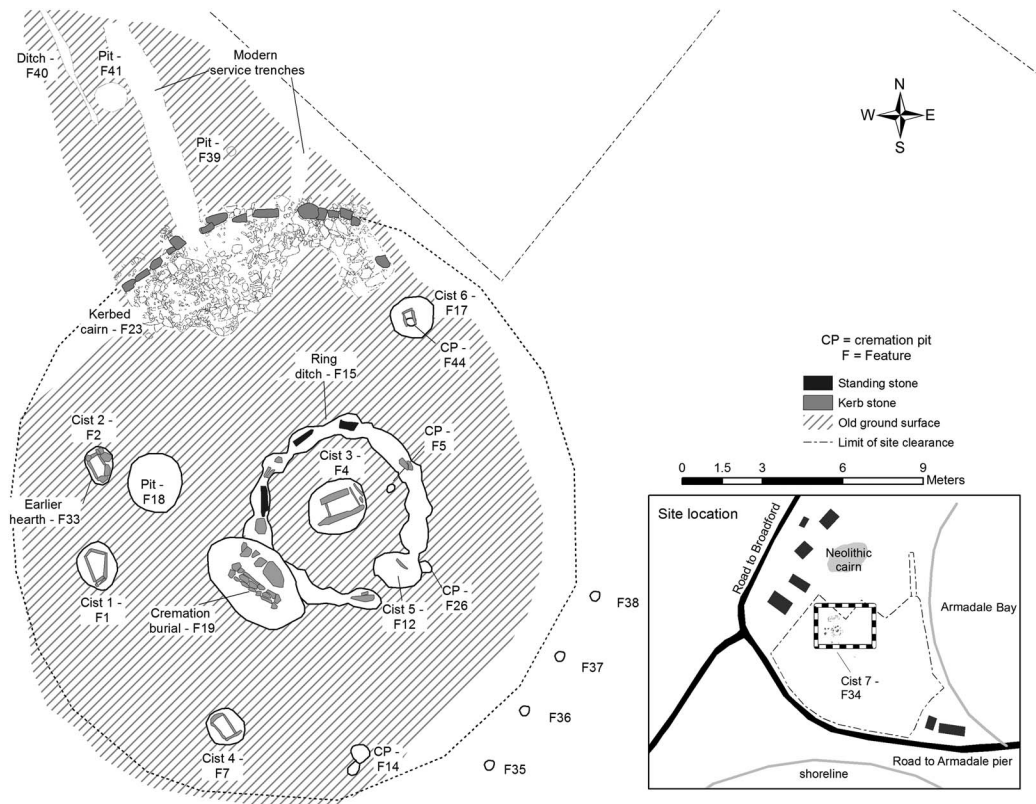 Ditch -
F40
Pit -
F41
Modern
service trenches
Pit -
F39
N
W
E
S
Kerbed
cairn - F23
Cist 6 -
F17
CP -
F44
Ring
ditch - F15
CP = cremation pit
F = Feature
Standing stone
Kerb stone
Old ground surface
Limit of site clearance
Cist 2 -
F2
Cist 3 -
F4
CP -
F5
Pit -
F18
Earlier
hearth - F33
0
1.5
3
6
9
Meters
Cist 1 -
F1
Cremation
burial - F19
Cist 5 -
F12
CP -
F26
F38
F37
F36
F35
Cist 4 -
F7
CP -
F14
Site location
Road to Broadford
Neolithic
cairn
Armadale Bay
Cist 7 -
F34
Road to Armadale pier
shoreline